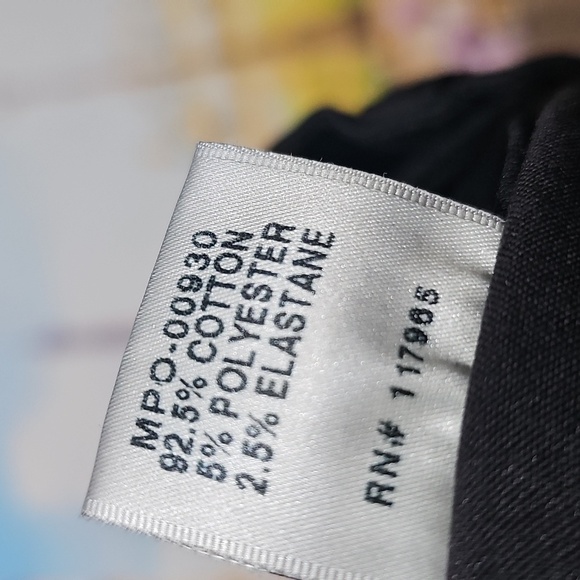 MPO-00930
92.5% COTTON
5% POLYESTER
2.5% ELASTANE
RN# 117985